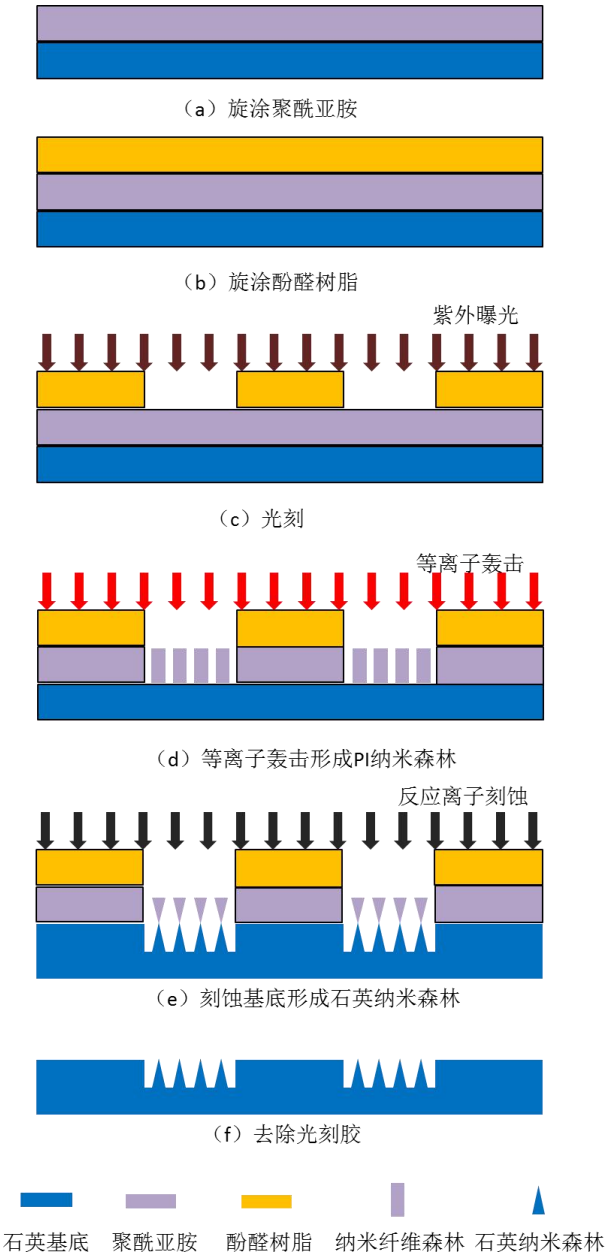 （a）旋涂聚酰亚胺
（b）旋涂酚醛树脂
紫外曝光
（c）光刻
等离子轰击
（d）等离子轰击形成PI纳米森林
反应离子刻蚀
（e）刻蚀基底形成石英纳米森林
（f）去除光刻胶
石英基底 聚酰亚胺 酚醛树脂 纳米纤维森林 石英纳米森林